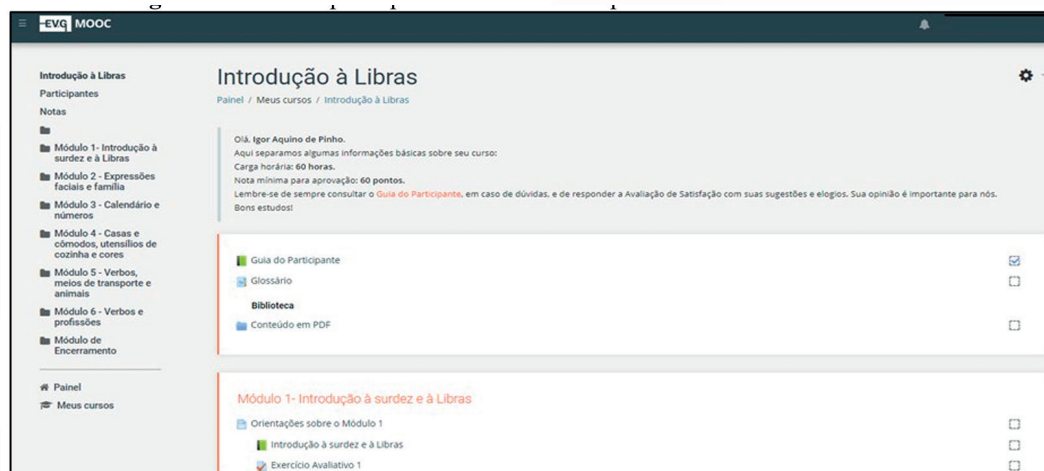 EV.G MOOC
Introdução à Libras
Participantes
Notas
Módulo 1- Introdução à
surdez e à Libras
Módulo 2 - Expressões
faciais e família
Módulo 3 - Calendário e
números
Módulo 4 - Casas e
cômodos, utensílios de
cozinha e cores
Módulo 5 - Verbos,
meios de transporte e
animais
Módulo 6 - Verbos e
profissões
Módulo de
Encerramento
Painel
Meus cursos
Introdução à Libras
Painel / Meus cursos / Introdução à Libras
Olá, Igor Aquino de Pinho.
Aqui separamos algumas informações básicas sobre seu curso:
Carga horária: 60 horas.
Nota mínima para aprovação: 60 pontos.
Lembre-se de sempre consultar o Guia do Participante, em caso de dúvidas, e de responder a Avaliação de Satisfação com suas sugestões e elogios. Sua opinião é importante para nós.
Bons estudos!
Guia do Participante
Glossário
Biblioteca
Conteúdo em PDF
Módulo 1- Introdução à surdez e à Libras
Orientações sobre o Módulo 1
Introdução à surdez e à Libras
Exercício Avaliativo 1